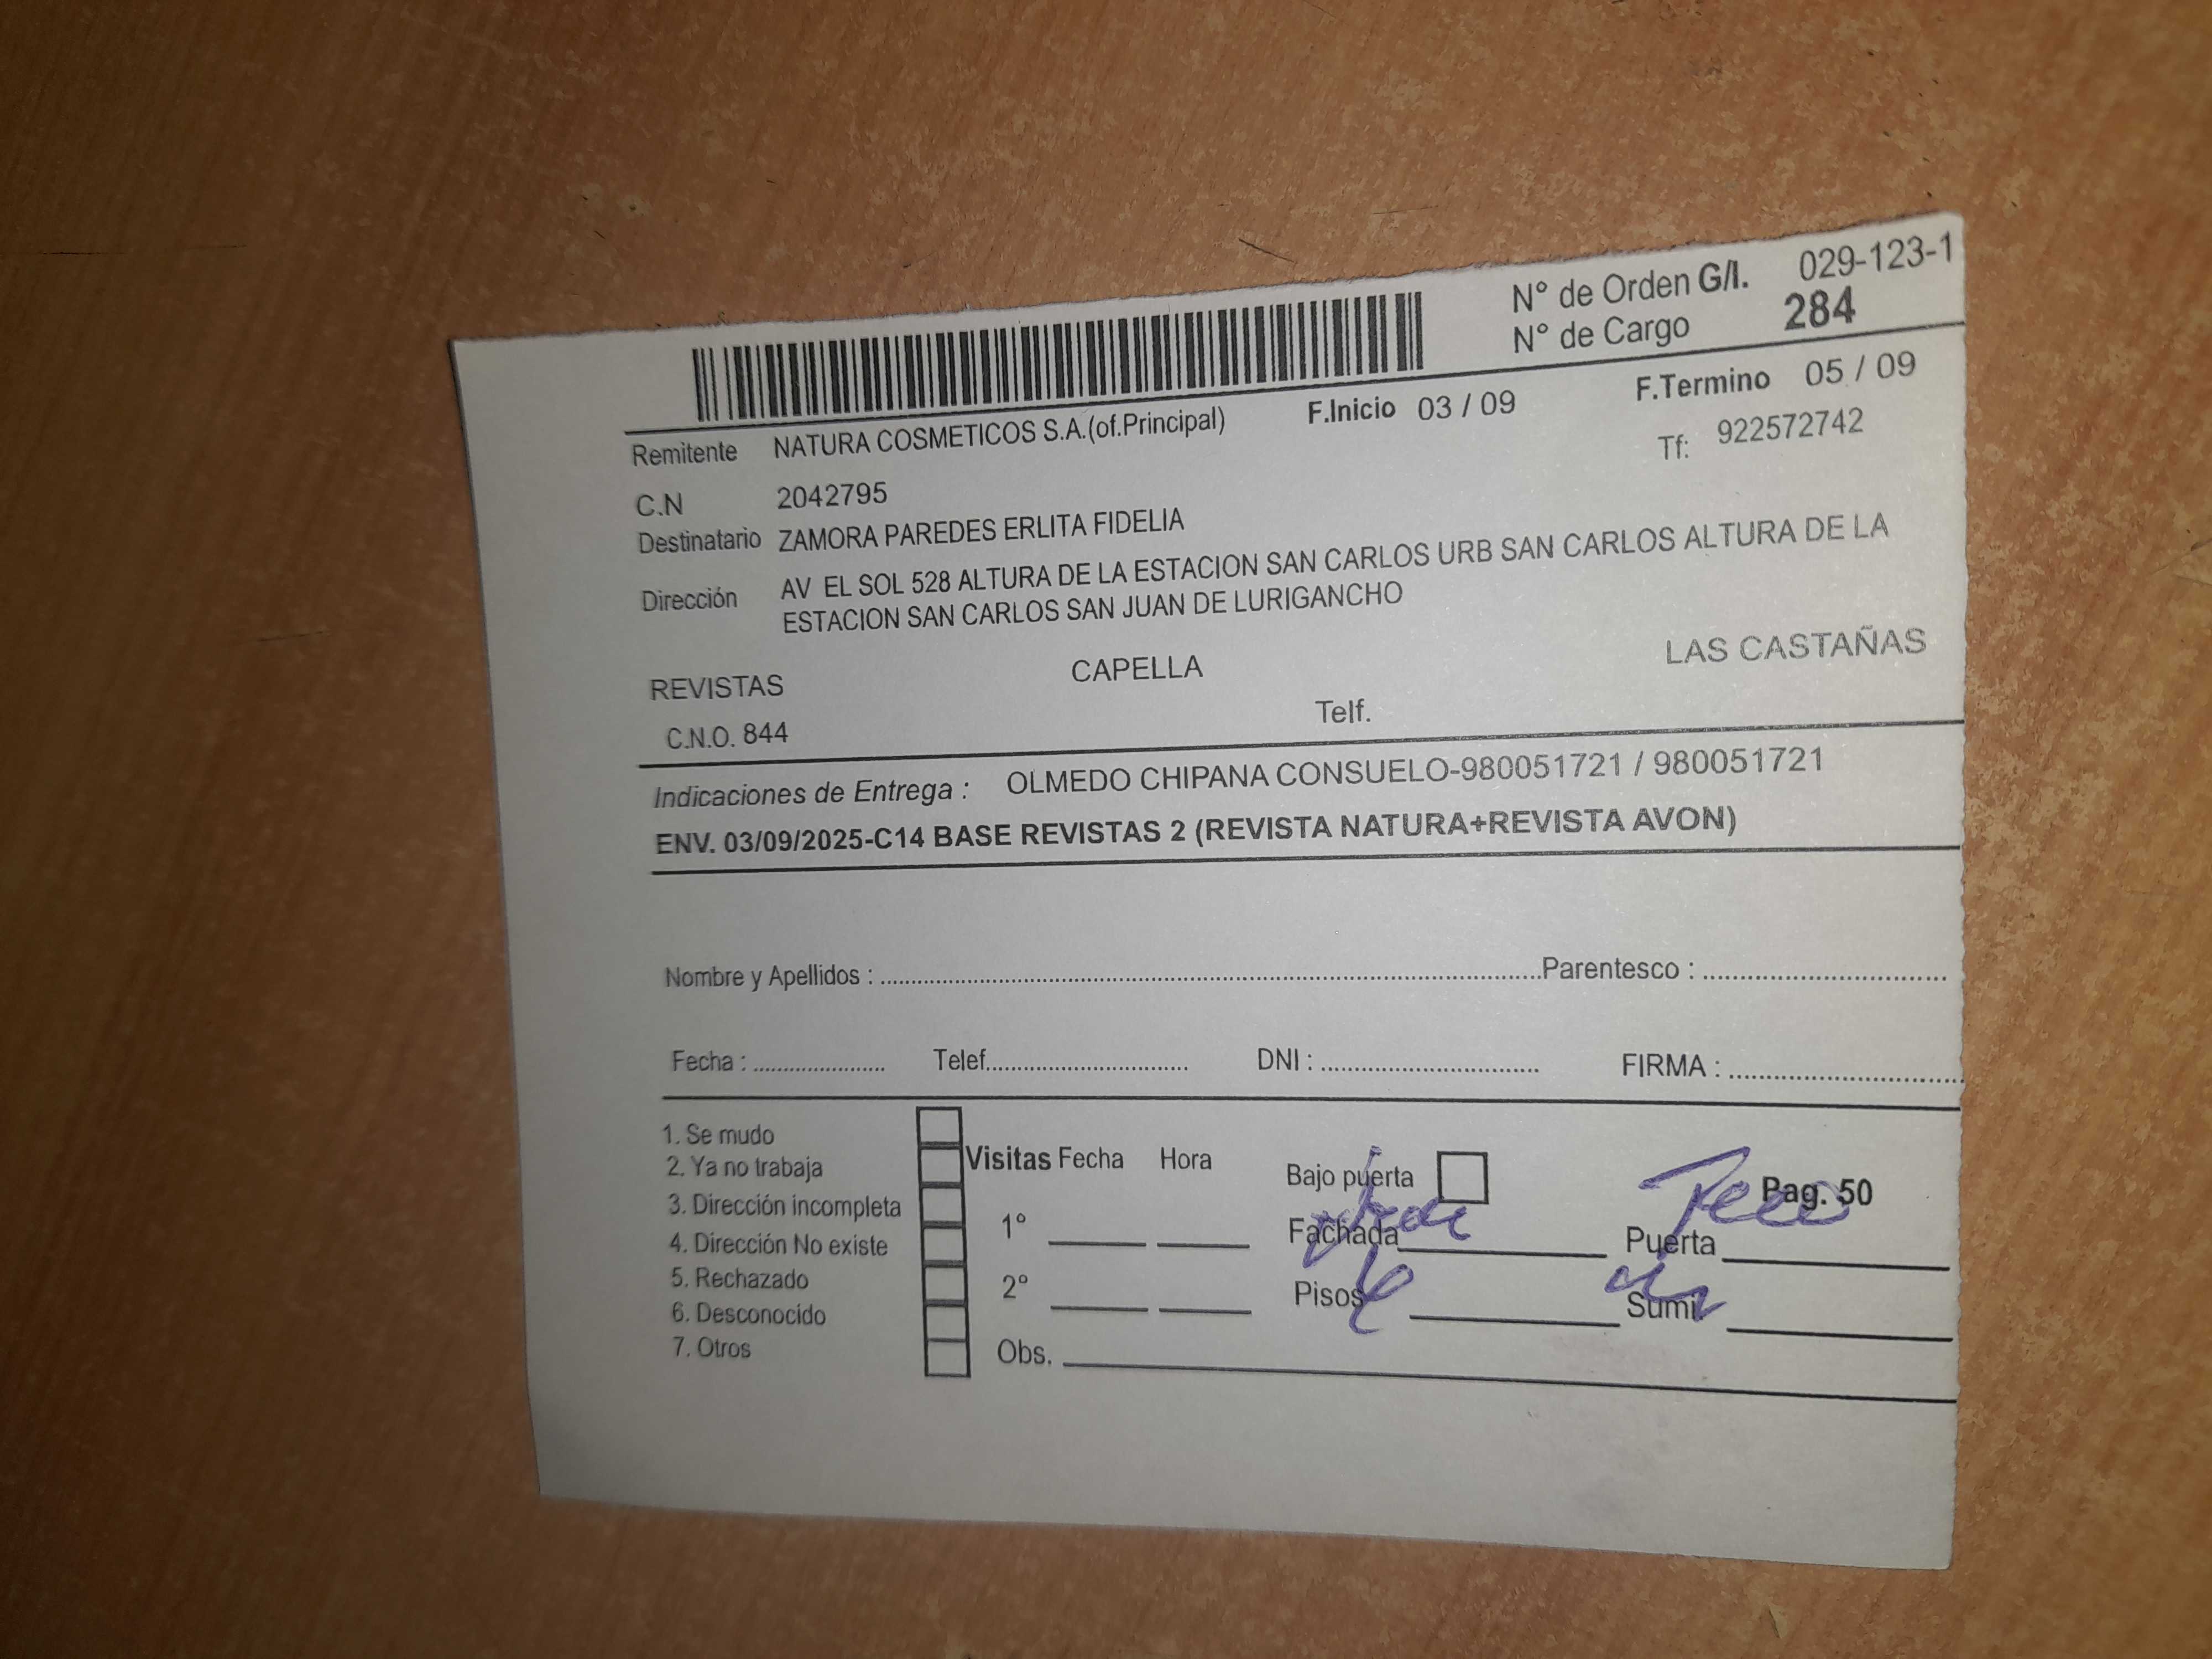 N° de Orden G/I. 029-123-1
N° de Cargo 284
Remitente NATURA COSMETICOS S.A.(of.Principal) F.Inicio 03 / 09 F.Termino 05 / 09
C.N 2042795 Tf: 922572742
Destinatario ZAMORA PAREDES ERLITA FIDELIA
Dirección AV EL SOL 528 ALTURA DE LA ESTACION SAN CARLOS URB SAN CARLOS ALTURA DE LA
ESTACION SAN CARLOS SAN JUAN DE LURIGANCHO
REVISTAS CAPELLA LAS CASTAÑAS
C.N.O. 844 Telf.
Indicaciones de Entrega : OLMEDO CHIPANA CONSUELO-980051721 / 980051721
ENV. 03/09/2025-C14 BASE REVISTAS 2 (REVISTA NATURA+REVISTA AVON)
Nombre y Apellidos : Parentesco :
Fecha : Telef. DNI : FIRMA :
1. Se mudo
2. Ya no trabaja
3. Dirección incompleta
4. Dirección No existe
5. Rechazado
6. Desconocido
7. Otros
Visitas Fecha Hora
1°
2°
Obs.
Bajo puerta Pag. 50
Fachada Puerta
Pisos Sumi